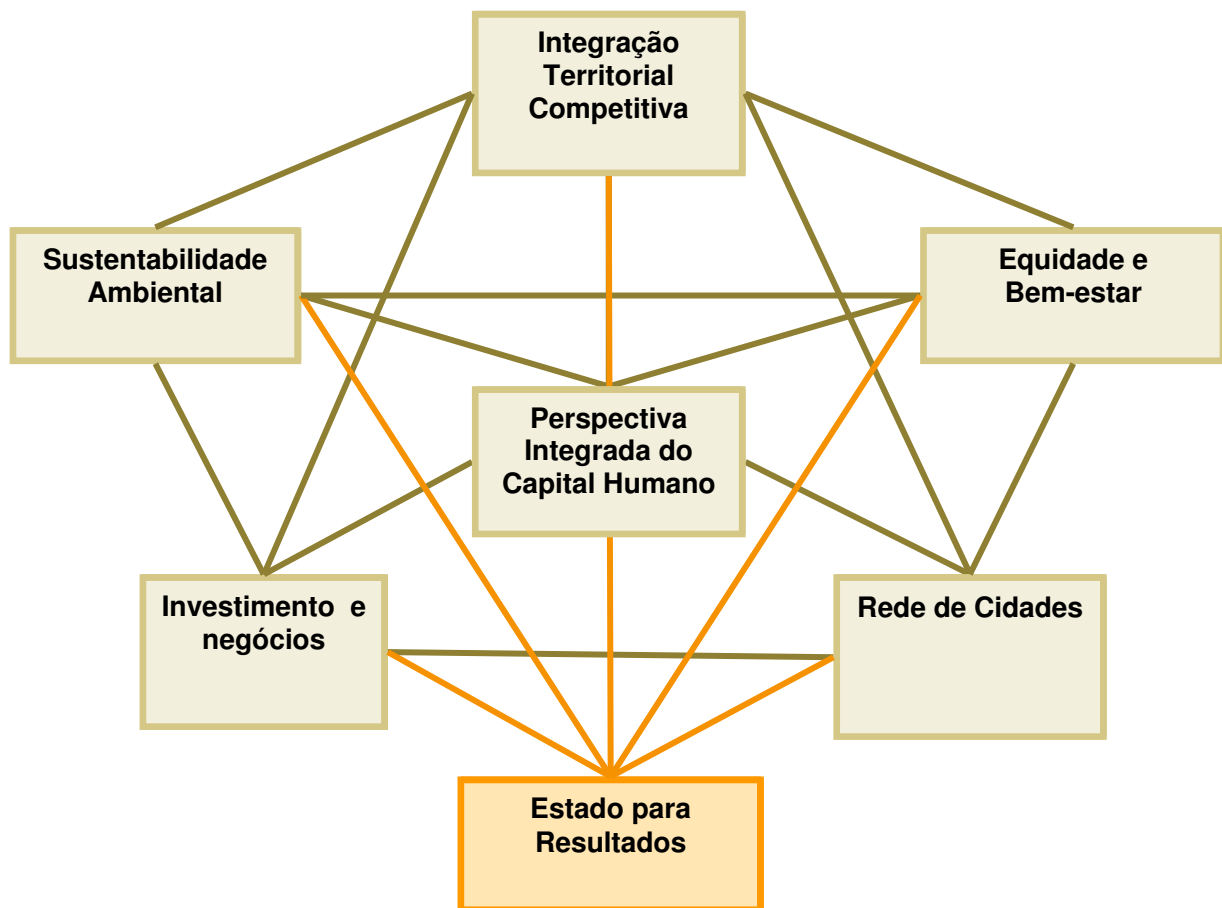 Integração
Territorial
Competitiva
Sustentabilidade
Ambiental
Equidade e
Bem-estar
Perspectiva
Integrada do
Capital Humano
Investimento e
negócios
Rede de Cidades
Estado para
Resultados